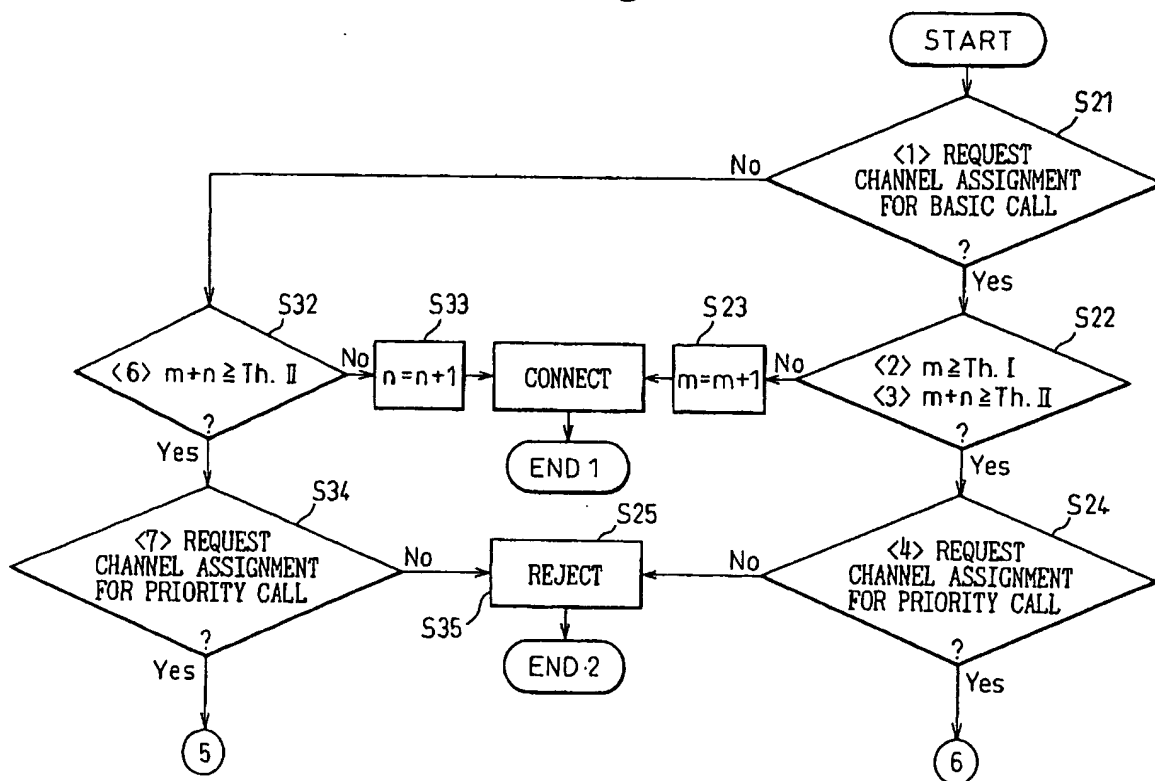 START
S21
<1> REQUEST
CHANNEL ASSIGNMENT
FOR BASIC CALL
?
No
Yes
S32
<6> m+n ≧ Th. II
?
No
Yes
S33
n=n+1
CONNECT
END 1
S23
m=m+1
No
S22
<2> m≧Th. I
<3> m+n≧Th. II
?
Yes
S34
<7> REQUEST
CHANNEL ASSIGNMENT
FOR PRIORITY CALL
?
No
Yes
S25
REJECT
S35
END 2
No
S24
<4> REQUEST
CHANNEL ASSIGNMENT
FOR PRIORITY CALL
?
Yes
5
6